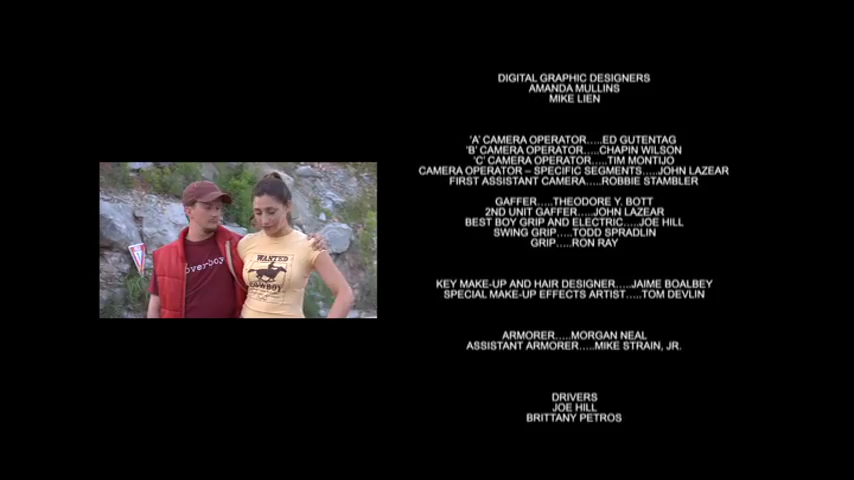 DIGITAL GRAPHIC DESIGNERS
AMANDA MULLINS
MIKE LIEN
'A' CAMERA OPERATOR.....ED GUTENTAG
'B' CAMERA OPERATOR.....CHAPIN WILSON
'C' CAMERA OPERATOR.....TIM MONTIJO
CAMERA OPERATOR – SPECIFIC SEGMENTS.....JOHN LAZEAR
FIRST ASSISTANT CAMERA.....ROBBIE STAMBLER
GAFFER.....THEODORE Y. BOTT
2ND UNIT GAFFER.....JOHN LAZEAR
BEST BOY GRIP AND ELECTRIC.....JOE HILL
SWING GRIP.....TODD SPRADLIN
GRIP.....RON RAY
KEY MAKE-UP AND HAIR DESIGNER.....JAIME BOALBEY
SPECIAL MAKE-UP EFFECTS ARTIST.....TOM DEVLIN
ARMORER.....MORGAN NEAL
ASSISTANT ARMORER.....MIKE STRAIN, JR.
DRIVERS
JOE HILL
BRITTANY PETROS
overboy
WANTED
COWBOY